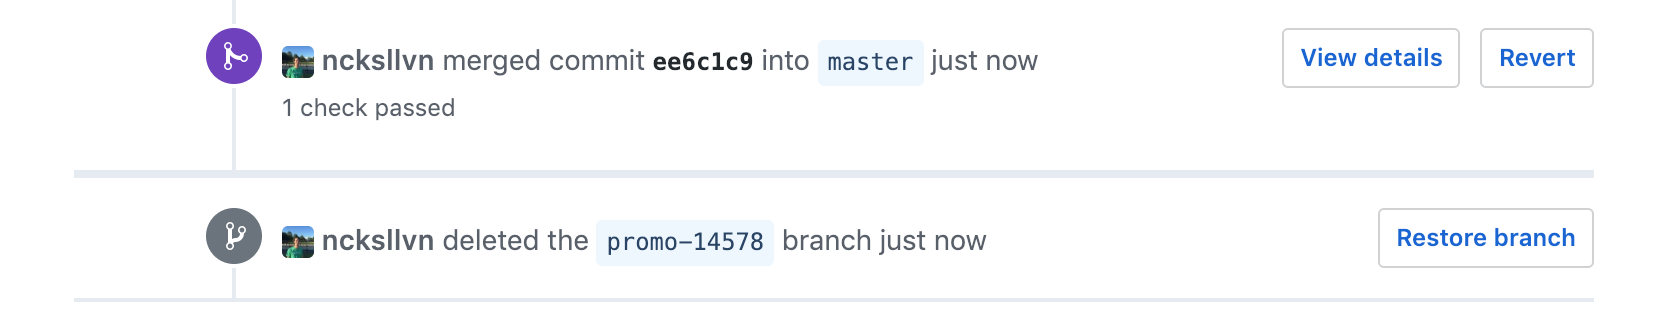 ncksllvn merged commit ee6c1c9 into master just now View details Revert
1 check passed
ncksllvn deleted the promo-14578 branch just now Restore branch